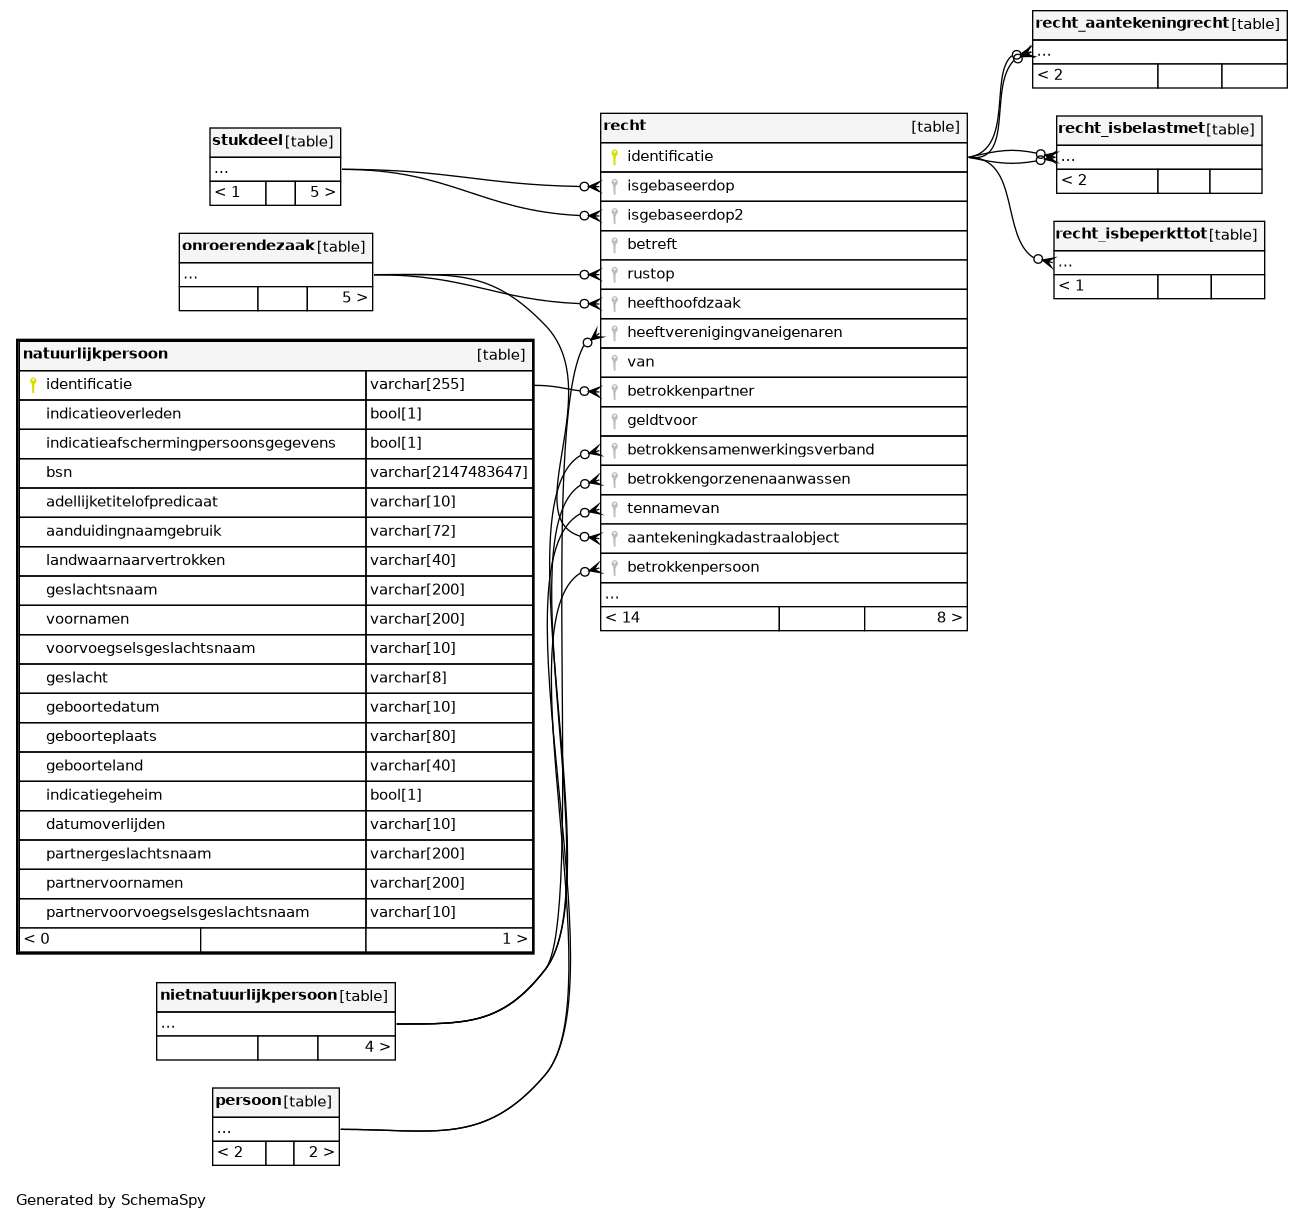 recht_aantekeningrecht [table]
...
< 2
recht_isbelastmet [table]
...
< 2
recht_isbeperkttot [table]
...
< 1
recht [table]
identificatie
isgebaseerdop
isgebaseerdop2
betreft
rustop
heefthoofdzaak
heeftverenigingvaneigenaren
van
betrokkenpartner
geldtvoor
betrokkensamenwerkingsverband
betrokkengorzenenaanwassen
tennamevan
aantekeningkadastraalobject
betrokkenpersoon
...
< 14 8 >
stukdeel [table]
...
< 1 5 >
onroerendezaak [table]
...
5 >
natuurlijkpersoon [table]
identificatie varchar[255]
indicatieoverleden bool[1]
indicatieafschermingpersoonsgegevens bool[1]
bsn varchar[2147483647]
adellijketitelofpredicaat varchar[10]
aanduidingnaamgebruik varchar[72]
landwaarnaarvertrokken varchar[40]
geslachtsnaam varchar[200]
voornamen varchar[200]
voorvoegselsgeslachtsnaam varchar[10]
geslacht varchar[8]
geboortedatum varchar[10]
geboorteplaats varchar[80]
geboorteland varchar[40]
indicatiegeheim bool[1]
datumoverlijden varchar[10]
partnergeslachtsnaam varchar[200]
partnervoornamen varchar[200]
partnervoorvoegselsgeslachtsnaam varchar[10]
< 0 1 >
nietnatuurlijkpersoon [table]
...
4 >
persoon [table]
...
< 2 2 >
Generated by SchemaSpy